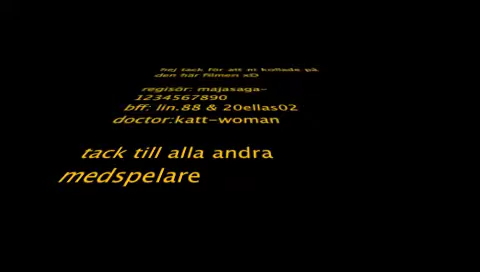 hej tack för att ni kollade på
den här filmen xD
regisör: majasaga-
1234567890
bff: lin.88 & 20ellas02
doctor:katt-woman
tack till alla andra
medspelare